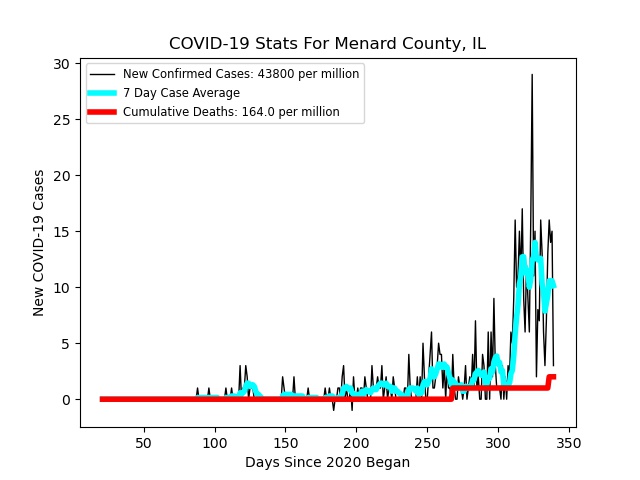 COVID-19 Stats For Menard County, IL
New Confirmed Cases: 43800 per million
7 Day Case Average
Cumulative Deaths: 164.0 per million
New COVID-19 Cases
30
25
20
15
10
5
0
50
100
150
200
250
300
350
Days Since 2020 Began